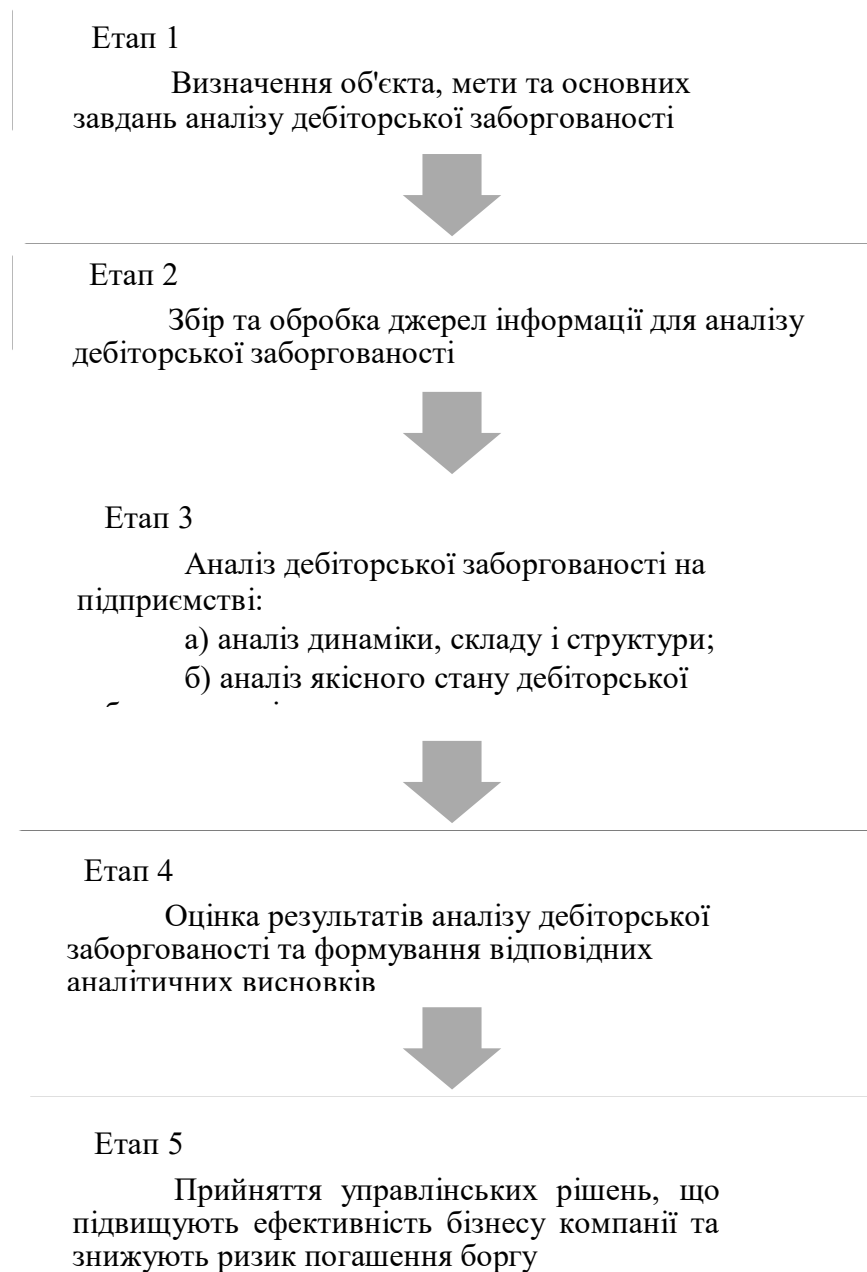 Етап 1
Визначення об'єкта, мети та основних
завдань аналізу дебіторської заборгованості
Етап 2
Збір та обробка джерел інформації для аналізу
дебіторської заборгованості
Етап 3
Аналіз дебіторської заборгованості на
підприємстві:
а) аналіз динаміки, складу і структури;
б) аналіз якісного стану дебіторської
Етап 4
Оцінка результатів аналізу дебіторської
заборгованості та формування відповідних
аналітичних висновків
Етап 5
Прийняття управлінських рішень, що
підвищують ефективність бізнесу компанії та
знижують ризик погашення боргу